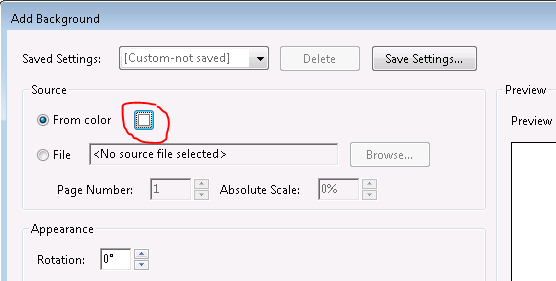 Add Background
Saved Settings: [Custom-not saved] Delete Save Settings...
Source
Preview
From color
Preview
File <No source file selected> Browse...
Page Number: 1 Absolute Scale: 0%
Appearance
Rotation: 0°